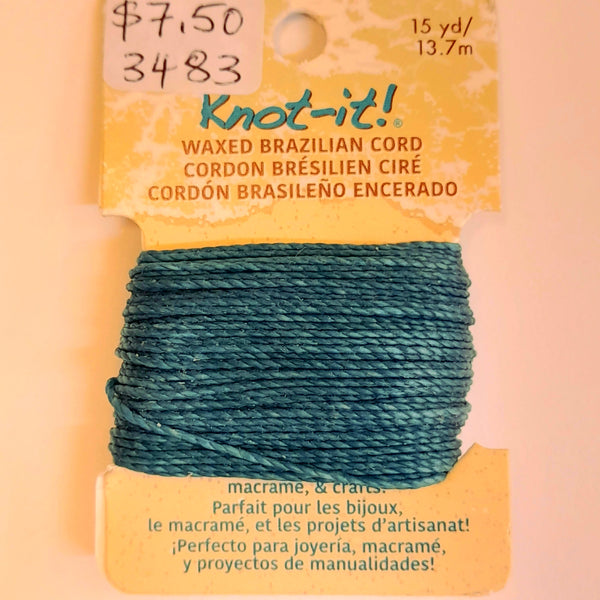 $7.50
3483
15 yd/
13.7m
Knot-it!®
WAXED BRAZILIAN CORD
CORDON BRÉSILIEN CIRÉ
CORDÓN BRASILEÑO ENCERADO
macramé, & crafts!
Parfait pour les bijoux,
le macramé, et les projets d'artisanat!
¡Perfecto para joyería, macramé,
y proyectos de manualidades!